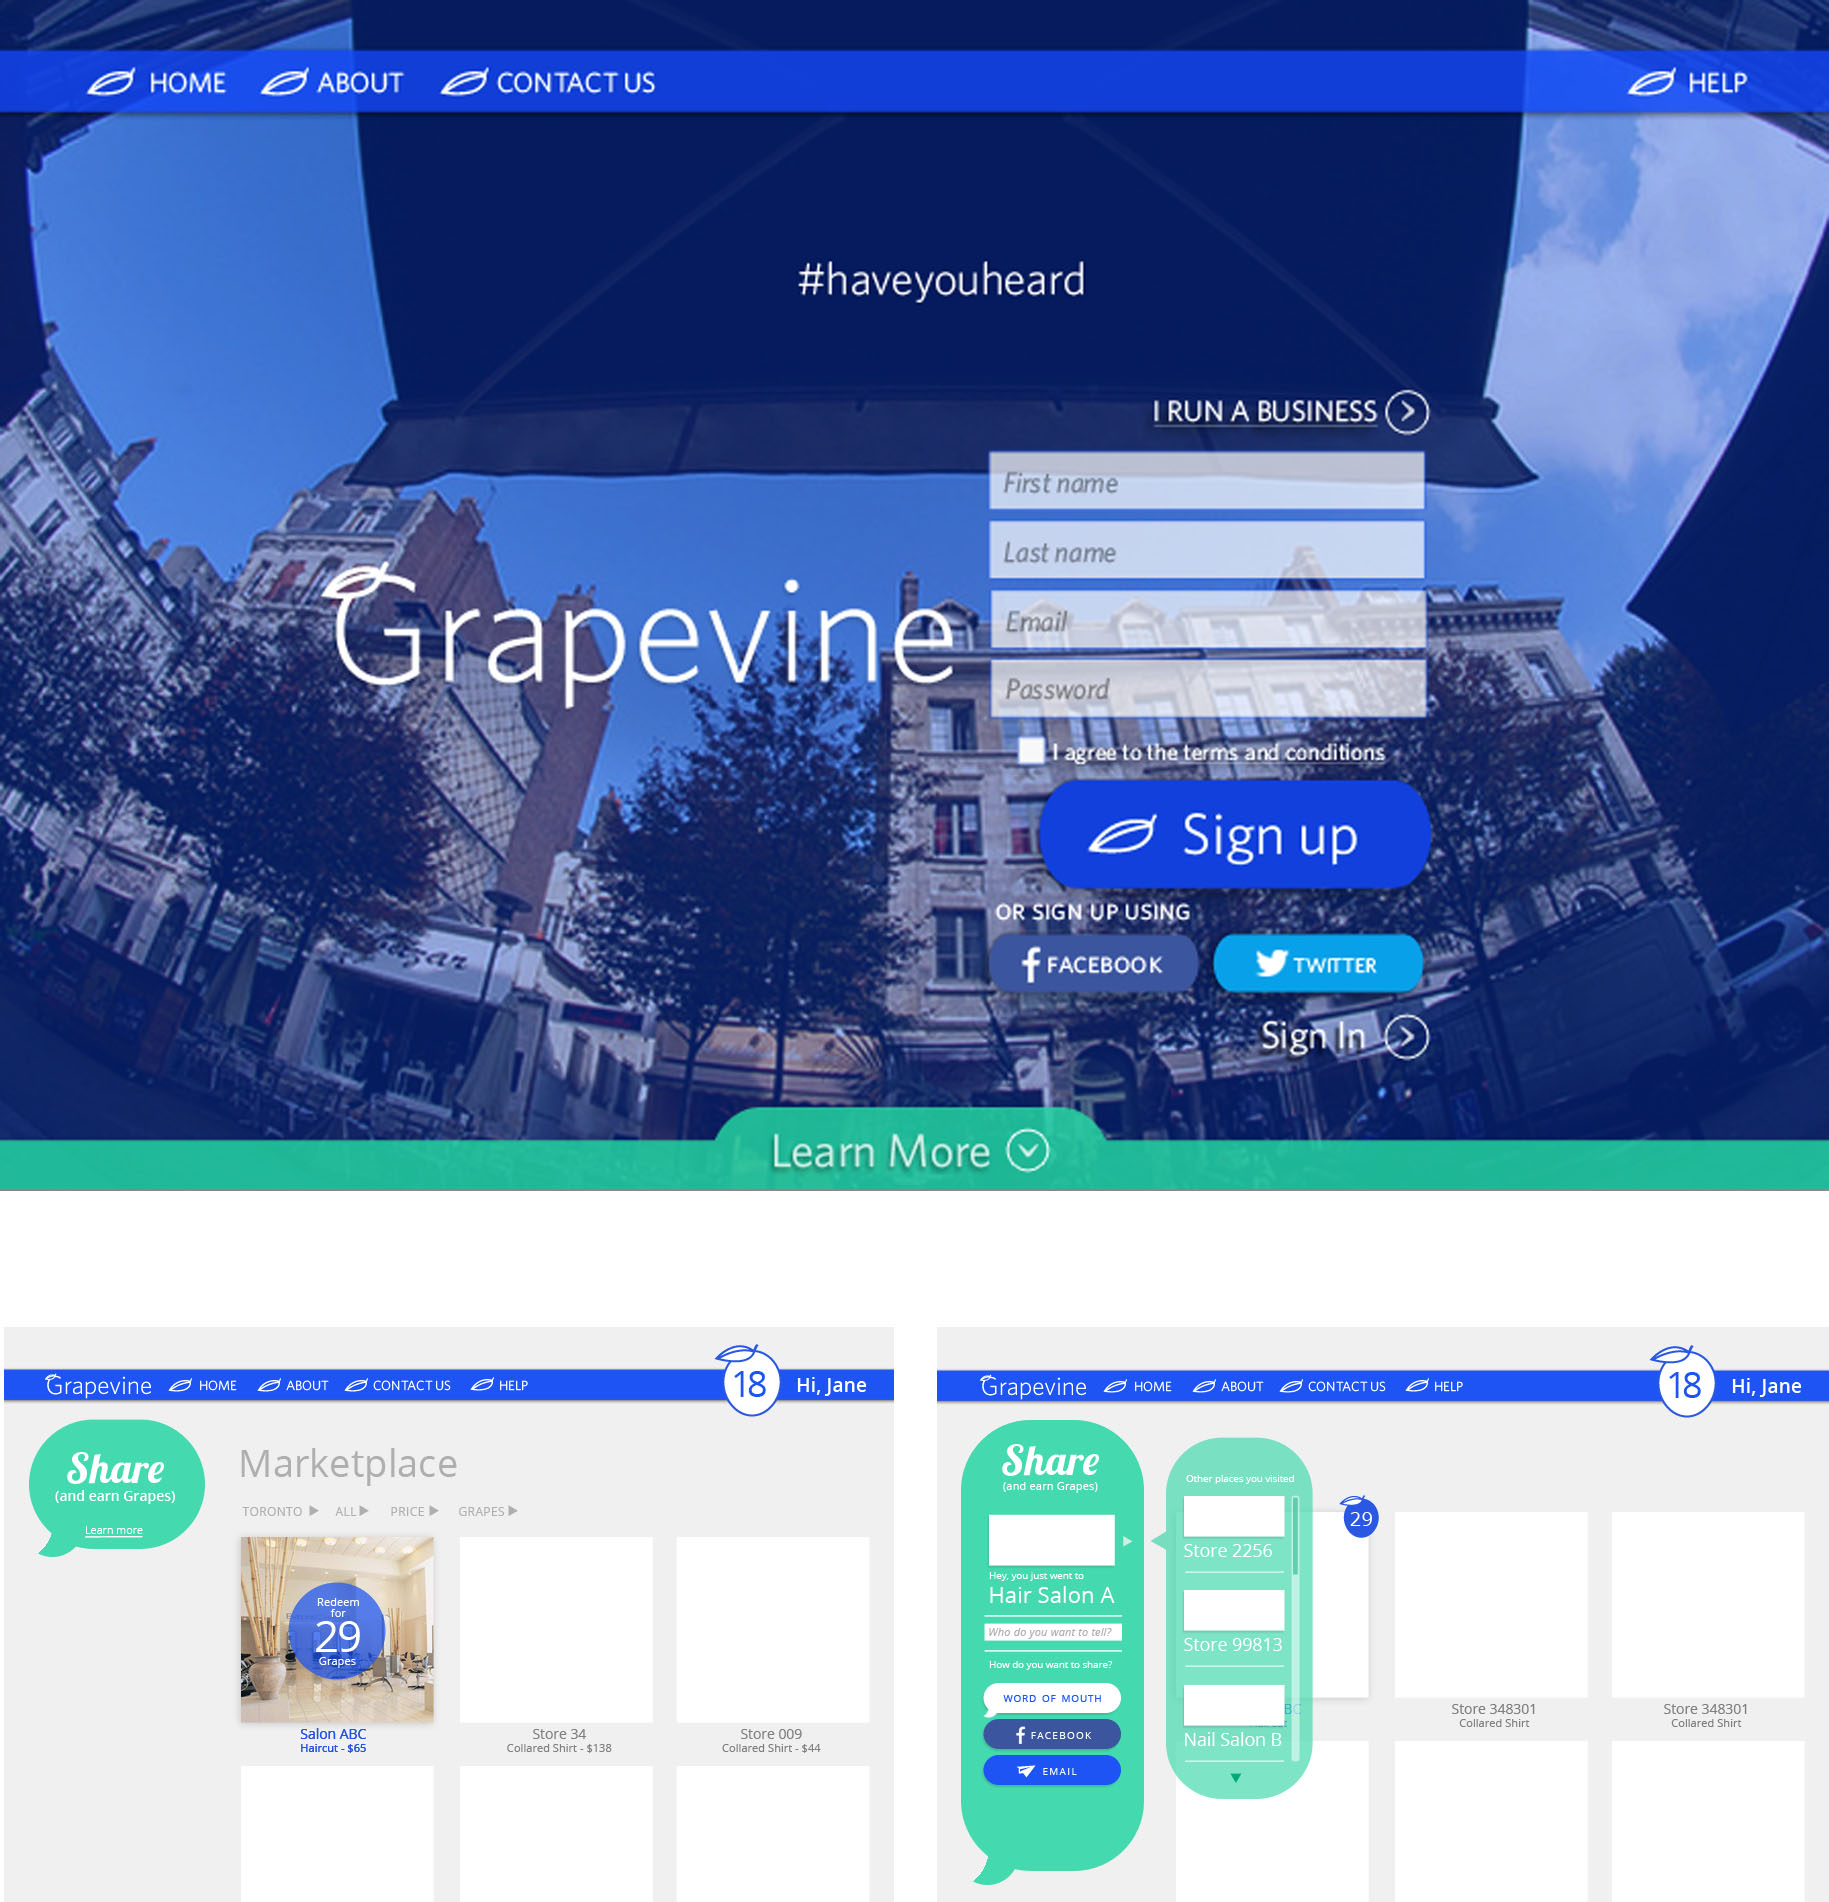 HOME ABOUT CONTACT US HELP
#haveyouheard
I RUN A BUSINESS
First name
Last name
Grapevine
Email
Password
I agree to the terms and conditions
Sign up
OR SIGN UP USING
FACEBOOK TWITTER
Sign In
Learn More
Grapevine HOME ABOUT CONTACT US HELP 18 Hi, Jane
Share
(and earn Grapes)
Learn more
Marketplace
TORONTO ALL PRICE GRAPES
Redeem
for
29
Grapes
Salon ABC
Haircut - $65
Store 34
Collared Shirt - $138
Store 009
Collared Shirt - $44
Grapevine HOME ABOUT CONTACT US HELP 18 Hi, Jane
Share
(and earn Grapes)
Hey, you just went to
Hair Salon A
Who do you want to tell?
How do you want to share?
WORD OF MOUTH
FACEBOOK
EMAIL
Other places you visited
Store 2256
Store 99813
Nail Salon B
29
BC
Store 348301
Collared Shirt
Store 348301
Collared Shirt